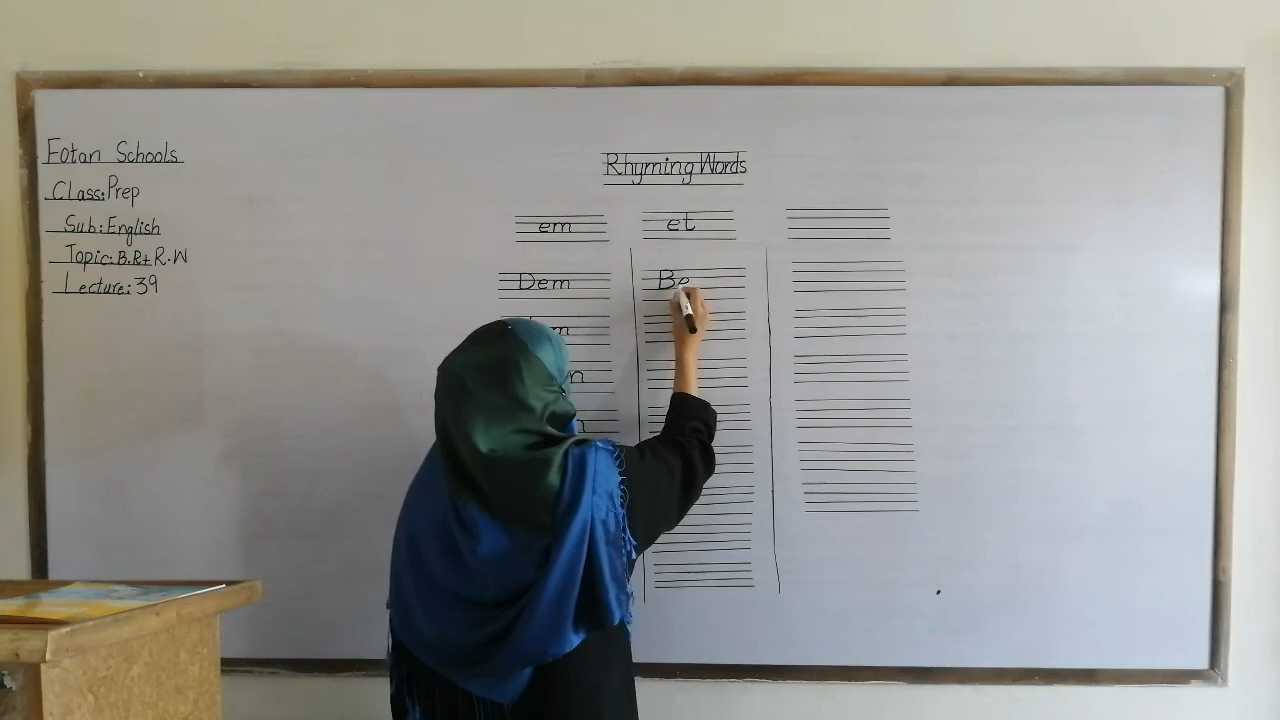 Fotan Schools
Class: Prep
Sub: English
Topic: B.R+R.W
Lecture: 39
Rhyming Words
em
et
Dem
Be